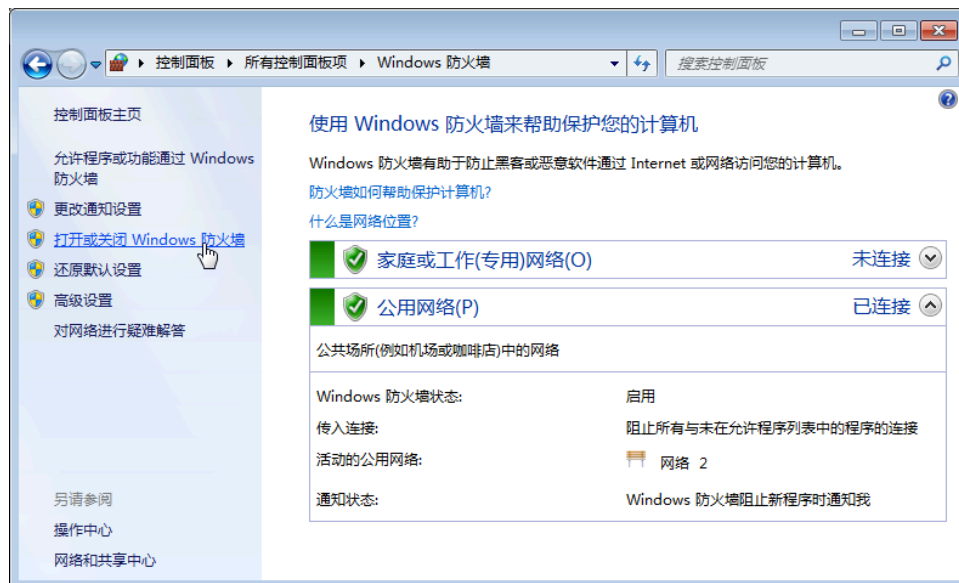 控制面板 ▸ 所有控制面板项 ▸ Windows 防火墙
搜索控制面板
控制面板主页
允许程序或功能通过 Windows
防火墙
更改通知设置
打开或关闭 Windows 防火墙
还原默认设置
高级设置
对网络进行疑难解答
另请参阅
操作中心
网络和共享中心
使用 Windows 防火墙来帮助保护您的计算机
Windows 防火墙有助于防止黑客或恶意软件通过 Internet 或网络访问您的计算机。
防火墙如何帮助保护计算机?
什么是网络位置?
家庭或工作(专用)网络(O) 未连接
公用网络(P) 已连接
公共场所(例如机场或咖啡店)中的网络
Windows 防火墙状态: 启用
传入连接: 阻止所有与未在允许程序列表中的程序的连接
活动的公用网络: 网络 2
通知状态: Windows 防火墙阻止新程序时通知我